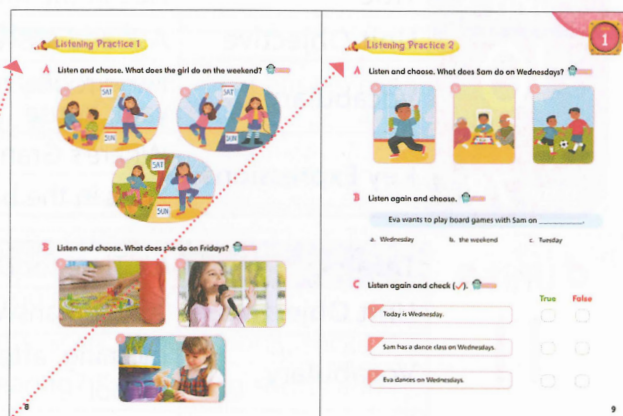 Listening Practice 1
A Listen and choose. What does the girl do on the weekend?
SAT
SUN
SAT
SUN
SAT
SUN
B Listen and choose. What does she do on Fridays?
8
Listening Practice 2
1
A Listen and choose. What does Sam do on Wednesdays?
B Listen again and choose.
Eva wants to play board games with Sam on ____________.
a. Wednesday
b. the weekend
c. Tuesday
C Listen again and check (✓).
True
False
1 Today is Wednesday.
2 Sam has a dance class on Wednesdays.
3 Eva dances on Wednesdays.
9